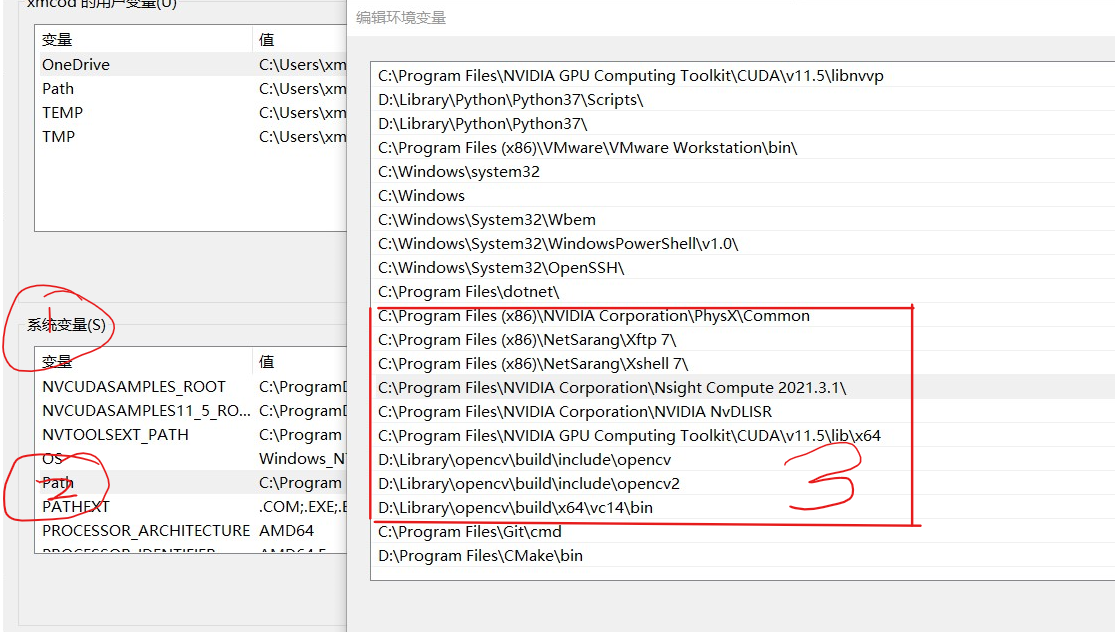 xmcod 的用户变量(U)
变量 值
OneDrive C:\Users\xm
Path C:\Users\xm
TEMP C:\Users\xm
TMP C:\Users\xm
1
系统变量(S)
变量 值
NVCUDASAMPLES_ROOT C:\ProgramD
NVCUDASAMPLES11_5_RO... C:\ProgramD
NVTOOLSEXT_PATH C:\Program
OS Windows_N
Path C:\Program
2
PATHEXT .COM;.EXE;.B
PROCESSOR_ARCHITECTURE AMD64
PROCESSOR_IDENTIFIER AMD64 F
编辑环境变量
C:\Program Files\NVIDIA GPU Computing Toolkit\CUDA\v11.5\libnvvp
D:\Library\Python\Python37\Scripts\
D:\Library\Python\Python37\
C:\Program Files (x86)\VMware\VMware Workstation\bin\
C:\Windows\system32
C:\Windows
C:\Windows\System32\Wbem
C:\Windows\System32\WindowsPowerShell\v1.0\
C:\Windows\System32\OpenSSH\
C:\Program Files\dotnet\
C:\Program Files (x86)\NVIDIA Corporation\PhysX\Common
C:\Program Files (x86)\NetSarang\Xftp 7\
C:\Program Files (x86)\NetSarang\Xshell 7\
C:\Program Files\NVIDIA Corporation\Nsight Compute 2021.3.1\
C:\Program Files\NVIDIA Corporation\NVIDIA NvDLISR
C:\Program Files\NVIDIA GPU Computing Toolkit\CUDA\v11.5\lib\x64
D:\Library\opencv\build\include\opencv
D:\Library\opencv\build\include\opencv2
D:\Library\opencv\build\x64\vc14\bin
3
C:\Program Files\Git\cmd
D:\Program Files\CMake\bin